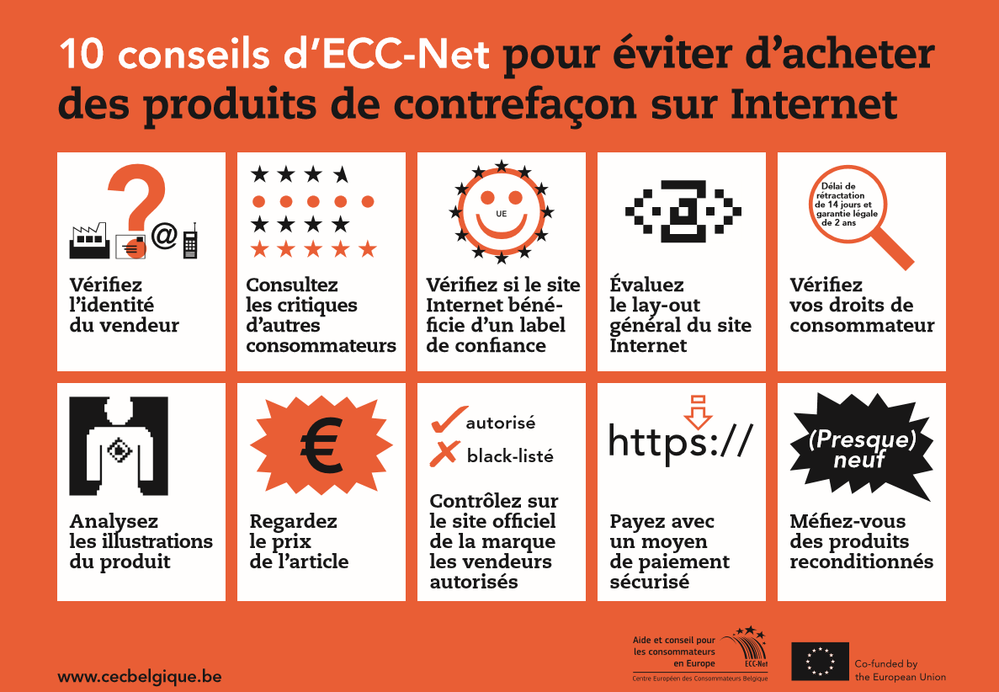 10 conseils d'ECC-Net pour éviter d'acheter
des produits de contrefaçon sur Internet
?
@
Vérifiez
l'identité
du vendeur
Consultez
les critiques
d'autres
consommateurs
UE
Vérifiez si le site
Internet béné-
ficie d'un label
de confiance
Évaluez
le lay-out
général du site
Internet
Délai de
rétractation
de 14 jours et
garantie légale
de 2 ans
Vérifiez
vos droits de
consommateur
Analysez
les illustrations
du produit
€
Regardez
le prix
de l'article
autorisé
black-listé
Contrôlez sur
le site officiel
de la marque
les vendeurs
autorisés
https://
Payez avec
un moyen
de paiement
sécurisé
(Presque)
neuf
Méfiez-vous
des produits
reconditionnés
www.cecbelgique.be
Aide et conseil pour
les consommateurs
en Europe
ECC-Net
Centre Européen des Consommateurs Belgique
Co-funded by
the European Union